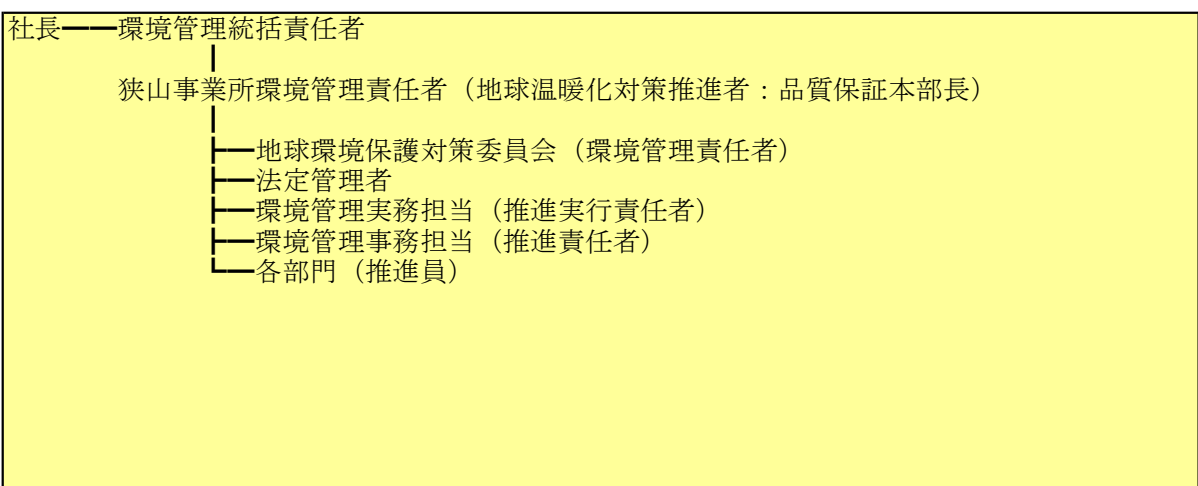 社長━━環境管理統括責任者
┃
狭山事業所環境管理責任者（地球温暖化対策推進者：品質保証本部長）
┃
┣━地球環境保護対策委員会（環境管理責任者）
┣━法定管理者
┣━環境管理実務担当（推進実行責任者）
┣━環境管理事務担当（推進責任者）
┗━各部門（推進員）